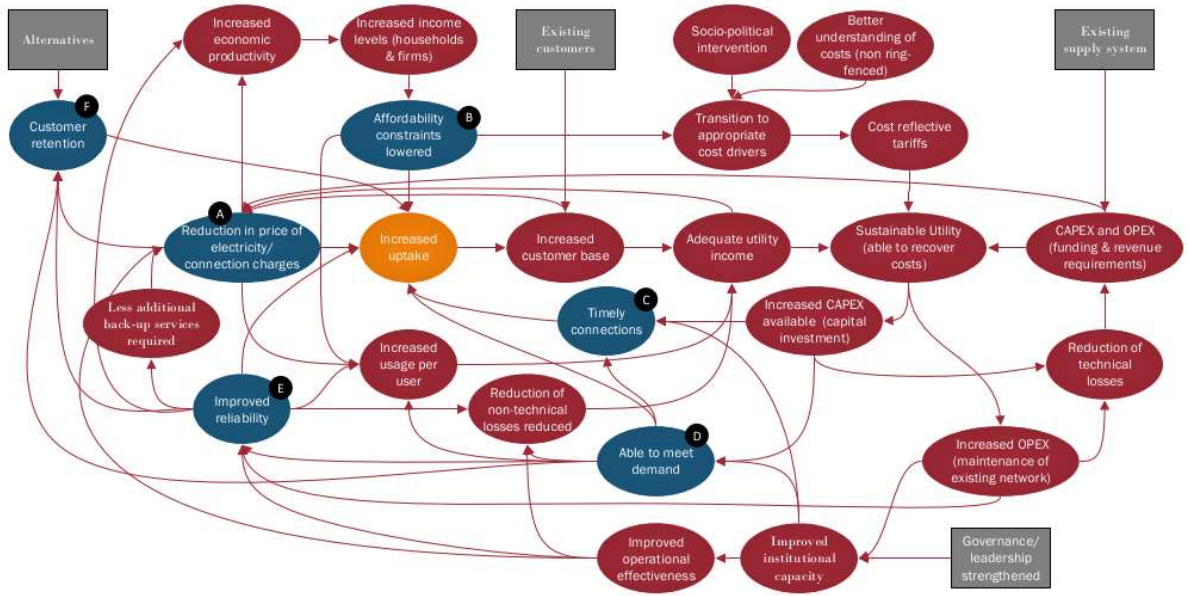 Alternatives
Increased
economic
productivity
Increased income
levels (households
& firms)
Existing
customers
Socio-political
intervention
Better
understanding of
costs (non ring-
fenced)
Existing
supply system
F
Customer
retention
B
Affordability
constraints
lowered
Transition to
appropriate
cost drivers
Cost reflective
tariffs
A
Reduction in price of
electricity/
connection charges
Increased
uptake
Increased
customer base
Adequate utility
income
Sustainable Utility
(able to recover
costs)
CAPEX and OPEX
(funding & revenue
requirements)
Less additional
back-up services
required
C
Timely
connections
Increased CAPEX
available (capital
investment)
Increased
usage per
user
Reduction of
technical
losses
E
Improved
reliability
Reduction of
non-technical
losses reduced
D
Able to meet
demand
Increased OPEX
(maintenance of
existing network)
Improved
operational
effectiveness
Improved
institutional
capacity
Governance/
leadership
strengthened